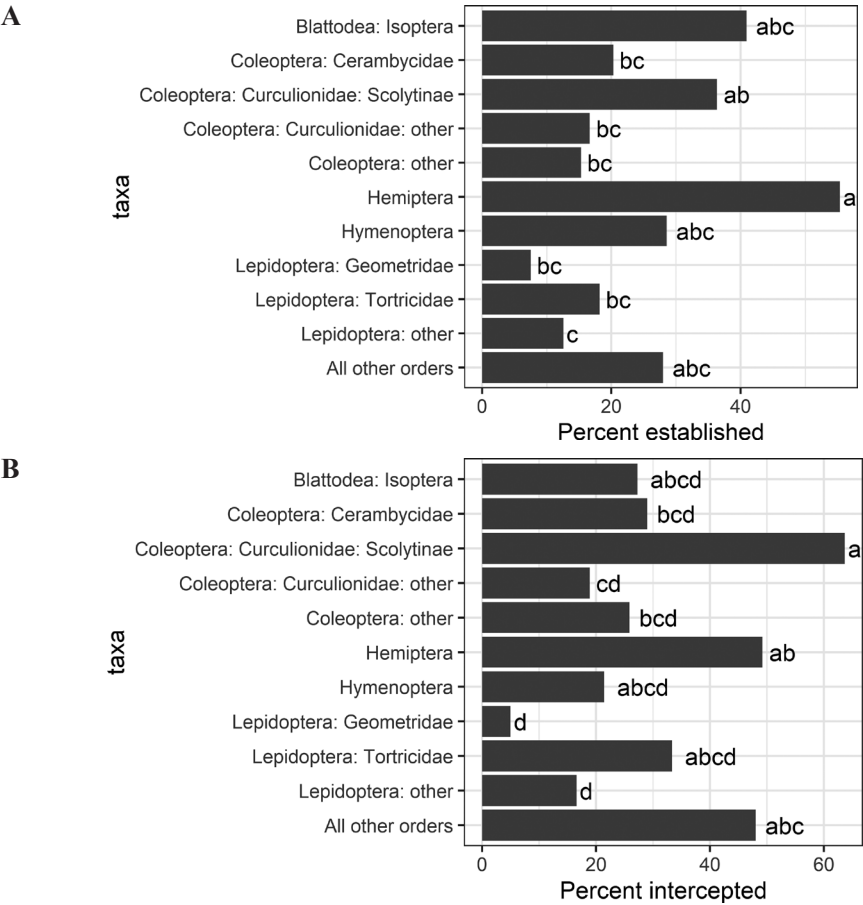 A
Blattodea: Isoptera abc
Coleoptera: Cerambycidae bc
Coleoptera: Curculionidae: Scolytinae ab
Coleoptera: Curculionidae: other bc
Coleoptera: other bc
taxa
Hemiptera a
Hymenoptera abc
Lepidoptera: Geometridae bc
Lepidoptera: Tortricidae bc
Lepidoptera: other c
All other orders abc
0 20 40
Percent established
B
Blattodea: Isoptera abcd
Coleoptera: Cerambycidae bcd
Coleoptera: Curculionidae: Scolytinae a
Coleoptera: Curculionidae: other cd
Coleoptera: other bcd
taxa
Hemiptera ab
Hymenoptera abcd
Lepidoptera: Geometridae d
Lepidoptera: Tortricidae abcd
Lepidoptera: other d
All other orders abc
0 20 40 60
Percent intercepted